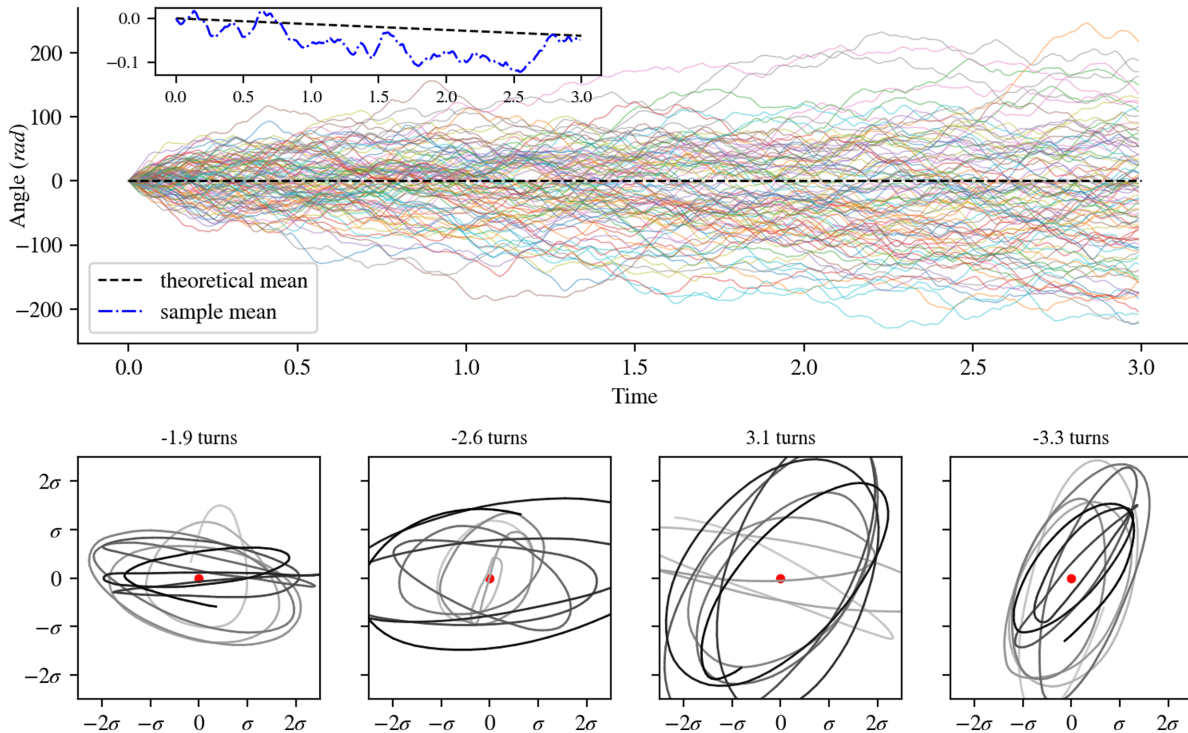 0.0
−0.1
0.0 0.5 1.0 1.5 2.0 2.5 3.0
200
100
0
−100
−200
Angle (rad)
theoretical mean
sample mean
0.0 0.5 1.0 1.5 2.0 2.5 3.0
Time
-1.9 turns -2.6 turns 3.1 turns -3.3 turns
2σ
σ
0
−σ
−2σ
−2σ −σ 0 σ 2σ −2σ −σ 0 σ 2σ −2σ −σ 0 σ 2σ −2σ −σ 0 σ 2σ